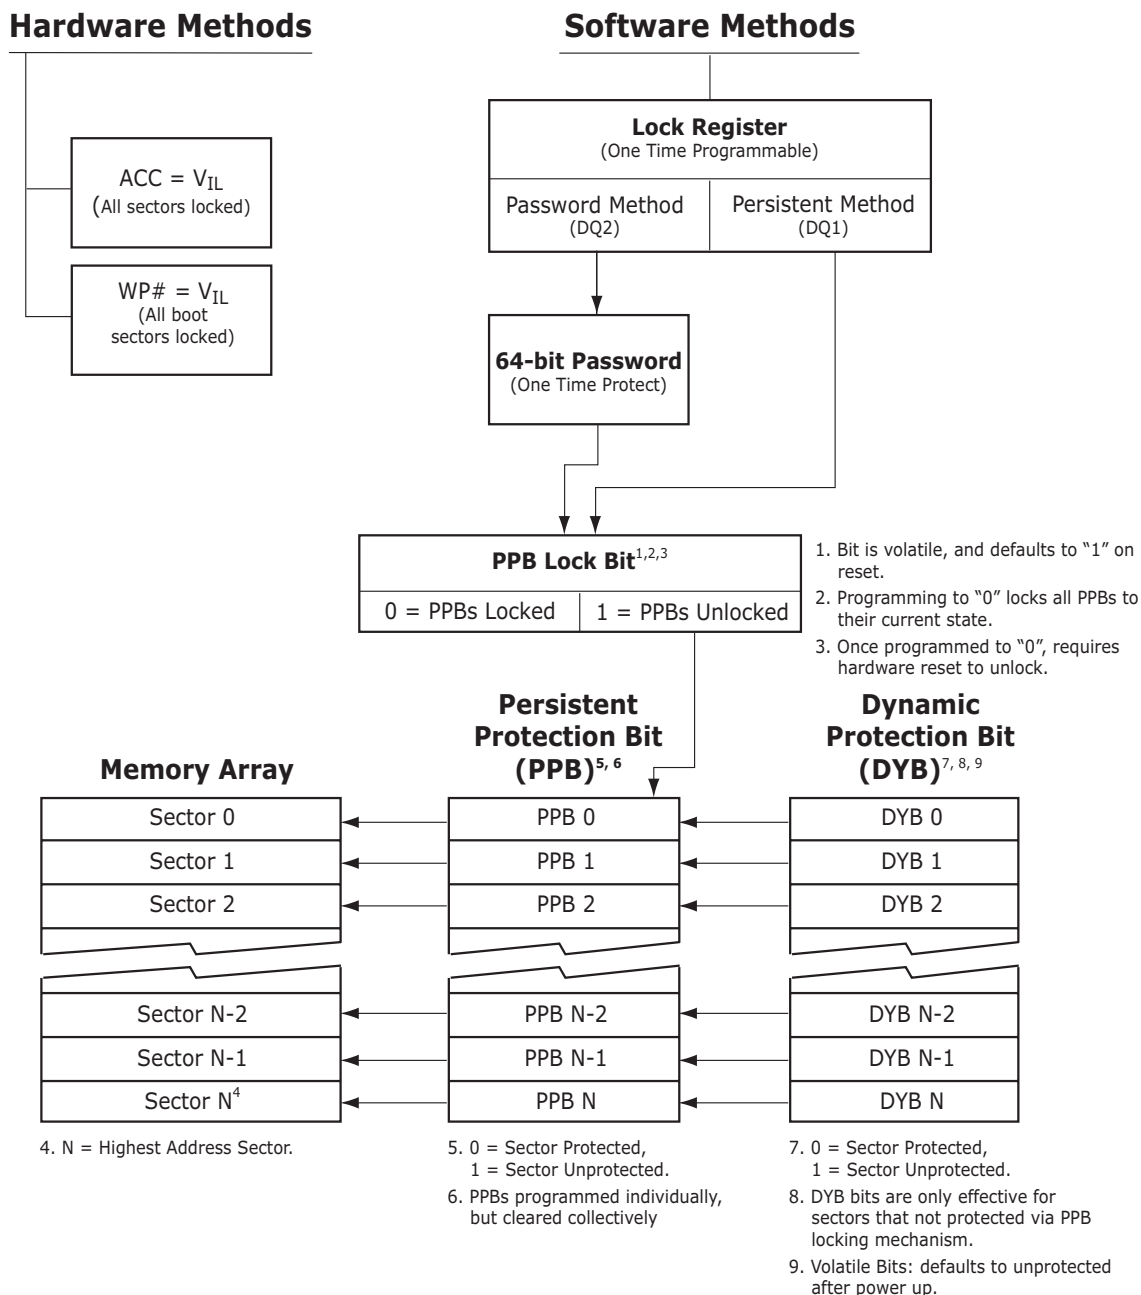 Hardware Methods
Software Methods
ACC = VIL
(All sectors locked)
WP# = VIL
(All boot
sectors locked)
Lock Register
(One Time Programmable)
Password Method
(DQ2)
Persistent Method
(DQ1)
64-bit Password
(One Time Protect)
PPB Lock Bit1,2,3
0 = PPBs Locked
1 = PPBs Unlocked
1. Bit is volatile, and defaults to “1” on
reset.
2. Programming to “0” locks all PPBs to
their current state.
3. Once programmed to “0”, requires
hardware reset to unlock.
Memory Array
Persistent
Protection Bit
(PPB)5, 6
Dynamic
Protection Bit
(DYB)7, 8, 9
Sector 0
PPB 0
DYB 0
Sector 1
PPB 1
DYB 1
Sector 2
PPB 2
DYB 2
Sector N-2
PPB N-2
DYB N-2
Sector N-1
PPB N-1
DYB N-1
Sector N4
PPB N
DYB N
4. N = Highest Address Sector.
5. 0 = Sector Protected,
1 = Sector Unprotected.
6. PPBs programmed individually,
but cleared collectively
7. 0 = Sector Protected,
1 = Sector Unprotected.
8. DYB bits are only effective for
sectors that not protected via PPB
locking mechanism.
9. Volatile Bits: defaults to unprotected
after power up.